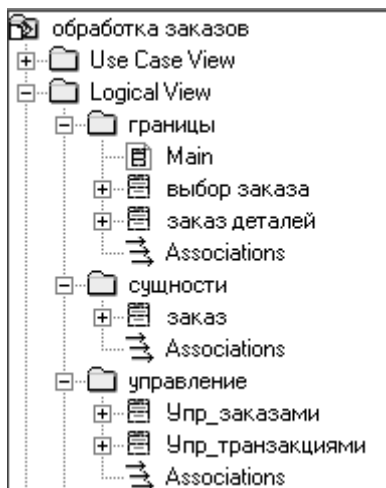 обработка заказов
Use Case View
Logical View
границы
Main
выбор заказа
заказ деталей
Associations
сущности
заказ
Associations
управление
Упр_заказами
Упр_транзакциями
Associations